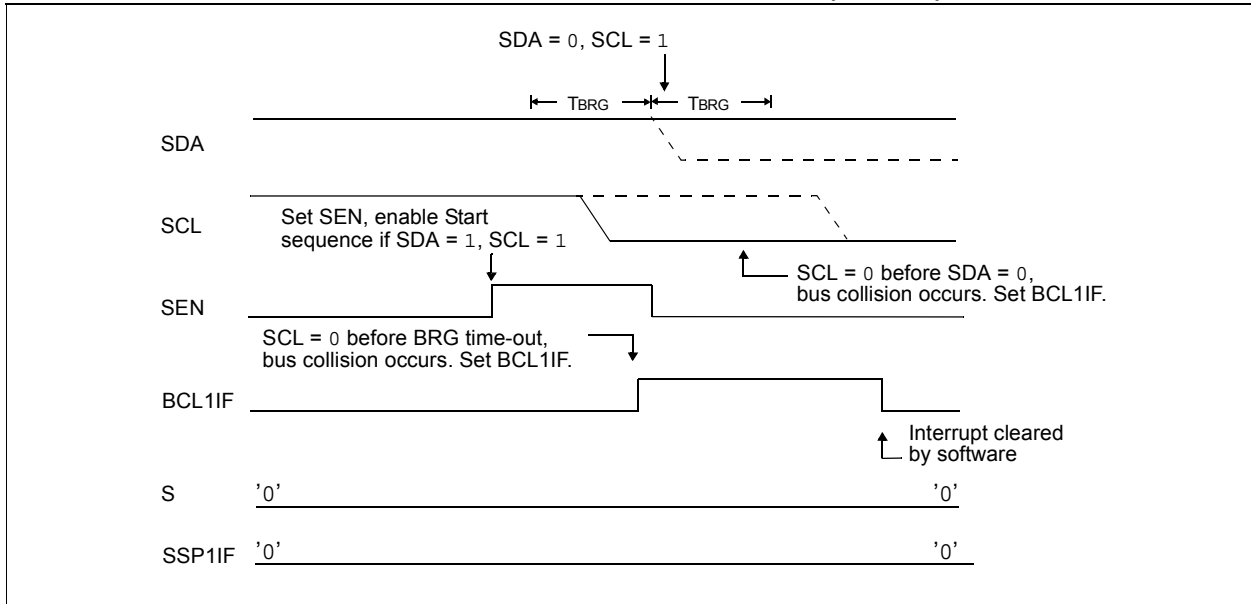 SDA = 0, SCL = 1
TBRG TBRG
SDA
SCL
Set SEN, enable Start
sequence if SDA = 1, SCL = 1
SCL = 0 before SDA = 0,
bus collision occurs. Set BCL1IF.
SEN
SCL = 0 before BRG time-out,
bus collision occurs. Set BCL1IF.
BCL1IF
Interrupt cleared
by software
S '0' '0'
SSP1IF '0' '0'